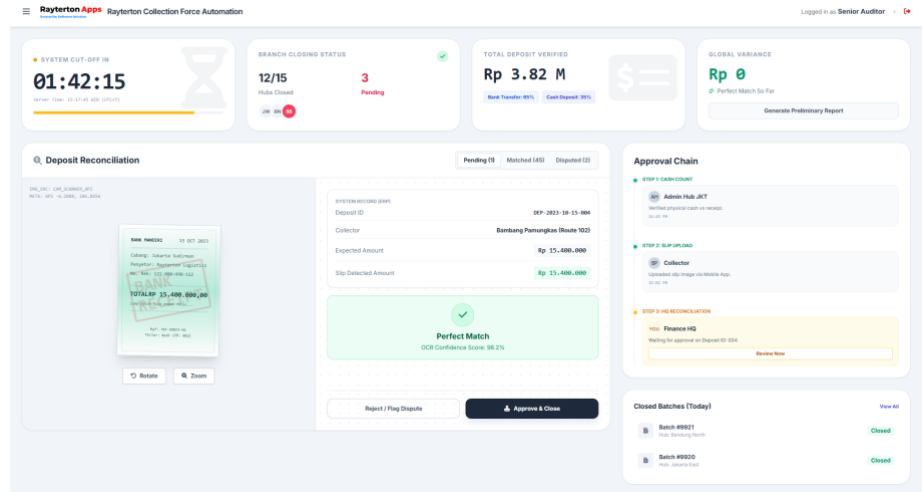 Rayterton Apps
Rayterton Collection Force Automation
Logged in as Senior Auditor
SYSTEM CUT-OFF IN
01:42:15
BRANCH CLOSING STATUS
12/15
Hubs Closed
3
Pending
TOTAL DEPOSIT VERIFIED
Rp 3.82 M
Bank Transfer: 65%
Cash Deposit: 35%
GLOBAL VARIANCE
Rp 0
Perfect Match So Far
Generate Preliminary Report
Deposit Reconciliation
Pending (1)
Matched (45)
Disputed (2)
BANK MANDIRI
15 OCT 2023
Cabang: Jakarta Sudirman
Penyetor: Rayterton Logistics
TOTAL
RP 15.400.000,00
Rotate
Zoom
SYSTEM RECORD (ERP)
Deposit ID
DEP-2023-10-15-004
Collector
Bambang Pamungkas (Route 102)
Expected Amount
Rp 15.400.000
Slip Detected Amount
Rp 15.400.000
Perfect Match
OCR Confidence Score: 98.2%
Reject / Flag Dispute
Approve & Close
Approval Chain
STEP 1: CASH COUNT
Admin Hub JKT
Verified physical cash vs receipt.
STEP 2: SLIP UPLOAD
Collector
Uploaded slip image via Mobile App.
STEP 3: HQ RECONCILIATION
YOU
Finance HQ
Waiting for approval on Deposit ID: 004.
Review Now
Closed Batches (Today)
View All
Batch #9921
Hub: Bandung North
Closed
Batch #9920
Hub: Jakarta East
Closed